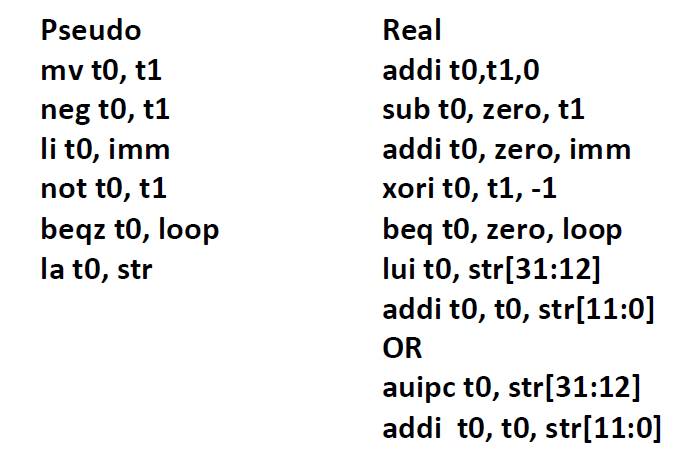 Pseudo Real
mv t0, t1 addi t0,t1,0
neg t0, t1 sub t0, zero, t1
li t0, imm addi t0, zero, imm
not t0, t1 xori t0, t1, -1
beqz t0, loop beq t0, zero, loop
la t0, str lui t0, str[31:12]
addi t0, t0, str[11:0]
OR
auipc t0, str[31:12]
addi  t0, t0, str[11:0]